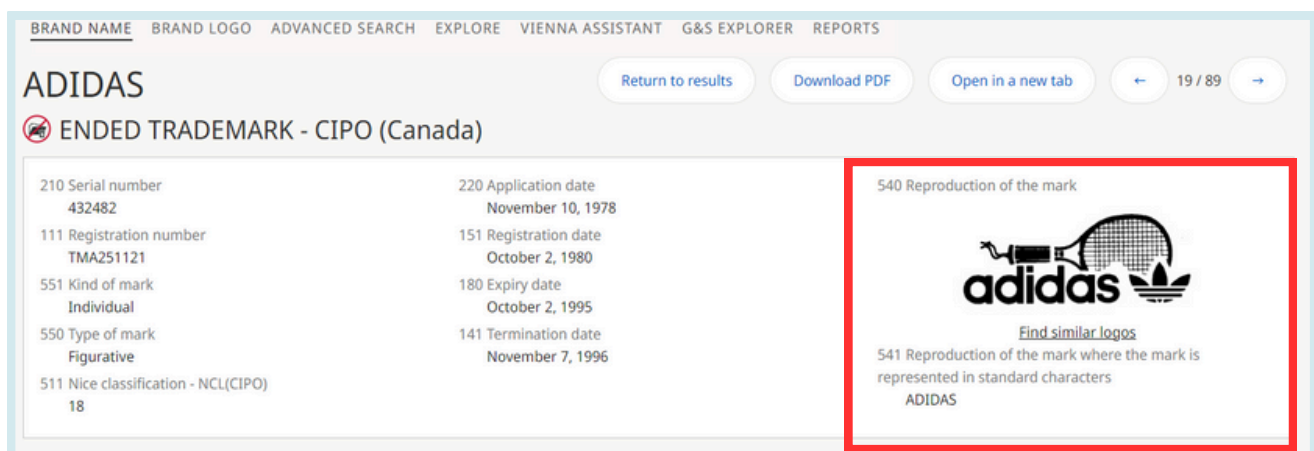 BRAND NAME BRAND LOGO ADVANCED SEARCH EXPLORE VIENNA ASSISTANT G&S EXPLORER REPORTS
ADIDAS
Return to results Download PDF Open in a new tab ← 19 / 89 →
ENDED TRADEMARK - CIPO (Canada)
210 Serial number
432482
111 Registration number
TMA251121
551 Kind of mark
Individual
550 Type of mark
Figurative
511 Nice classification - NCL(CIPO)
18
220 Application date
November 10, 1978
151 Registration date
October 2, 1980
180 Expiry date
October 2, 1995
141 Termination date
November 7, 1996
540 Reproduction of the mark
adidas
Find similar logos
541 Reproduction of the mark where the mark is
represented in standard characters
ADIDAS